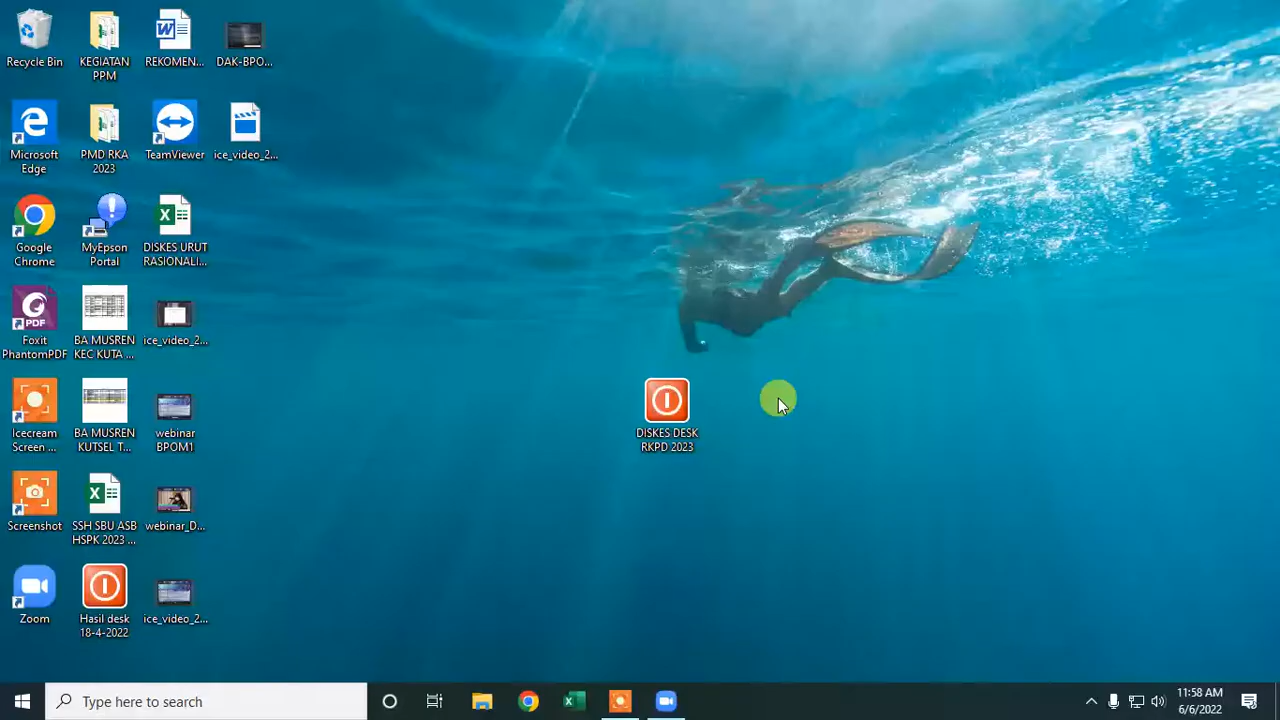 Recycle Bin
KEGIATAN
PPM
REKOMEN...
DAK-BPO...
Microsoft
Edge
PMD RKA
2023
TeamViewer
ice_video_2...
Google
Chrome
MyEpson
Portal
DISKES URUT
RASIONALI...
PDF
Foxit
PhantomPDF
BA MUSREN
KEC KUTA ...
ice_video_2...
Icecream
Screen ...
BA MUSREN
KUTSEL T...
webinar
BPOM1
DISKES DESK
RKPD 2023
Screenshot
SSH SBU ASB
HSPK 2023 ...
webinar_D...
Zoom
Hasil desk
18-4-2022
ice_video_2...
Type here to search
11:58 AM
6/6/2022